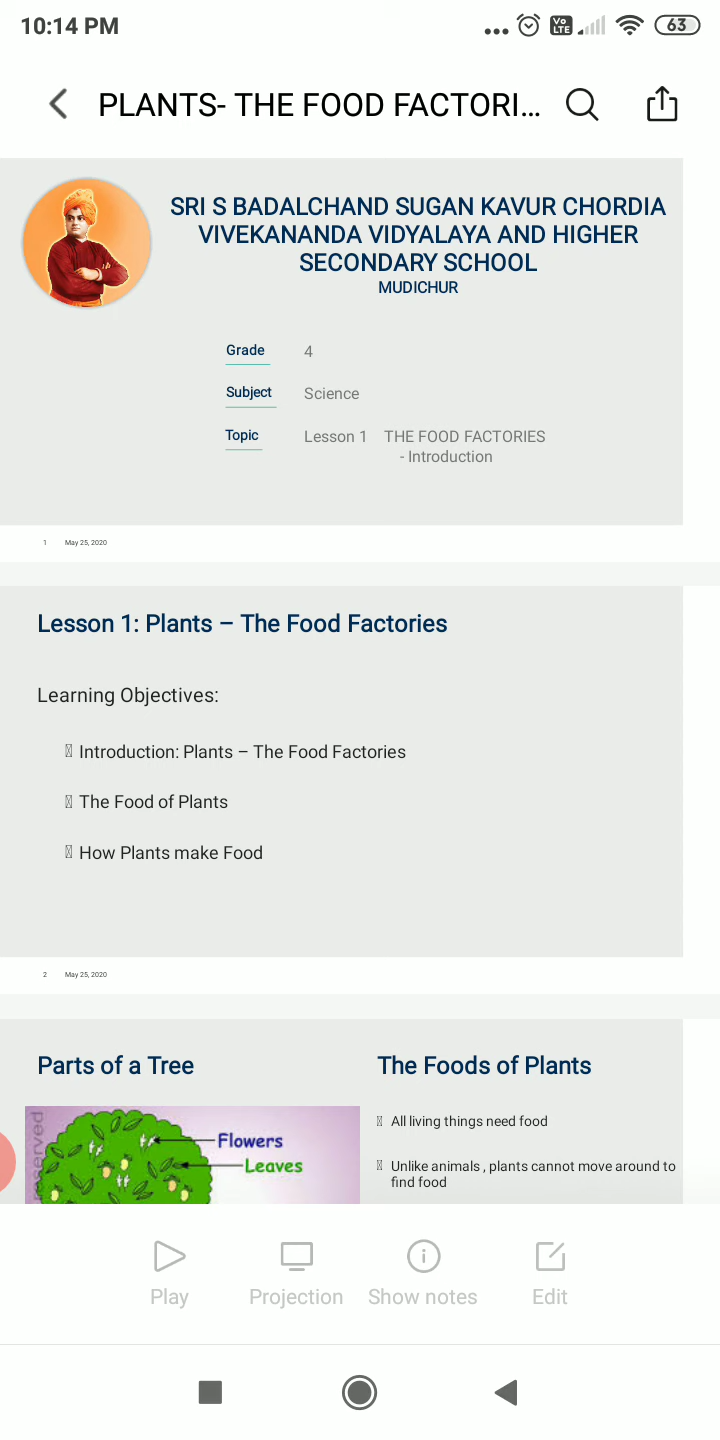 10:14 PM
Vo
LTE
63
PLANTS- THE FOOD FACTORI...
SRI S BADALCHAND SUGAN KAVUR CHORDIA
VIVEKANANDA VIDYALAYA AND HIGHER
SECONDARY SCHOOL
MUDICHUR
Grade 4
Subject Science
Topic Lesson 1 THE FOOD FACTORIES
- Introduction
1 May 25, 2020
Lesson 1: Plants – The Food Factories
Learning Objectives:
Introduction: Plants – The Food Factories
The Food of Plants
How Plants make Food
2 May 25, 2020
Parts of a Tree
Flowers
Leaves
The Foods of Plants
All living things need food
Unlike animals , plants cannot move around to
find food
Play
Projection
Show notes
Edit